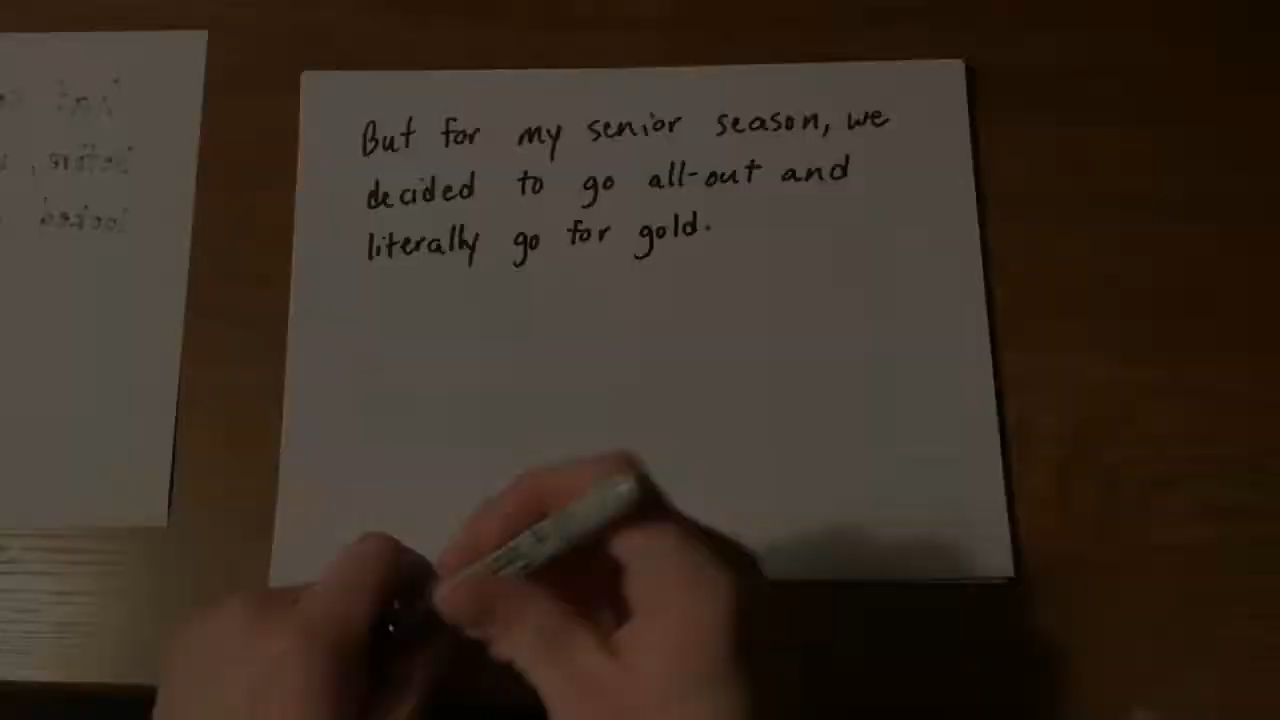 But for my senior season, we
decided to go all-out and
literally go for gold.